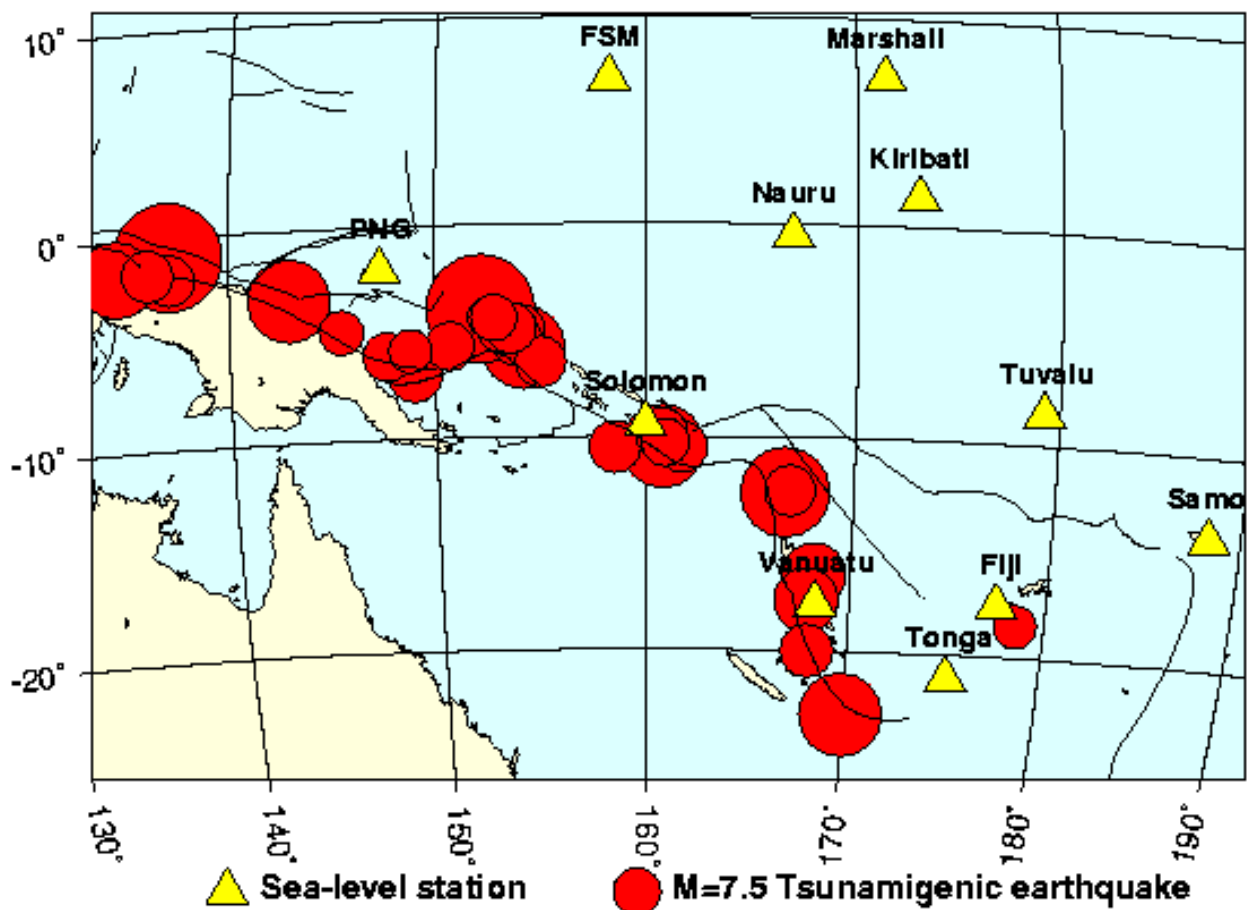 10°
FSM
Marshall
Kiribati
Nauru
PNG
0°
Solomon
Tuvalu
-10°
Samo
Vanuatu
Fiji
Tonga
-20°
130°
140°
150°
160°
170°
180°
190°
Sea-level station
M=7.5 Tsunamigenic earthquake